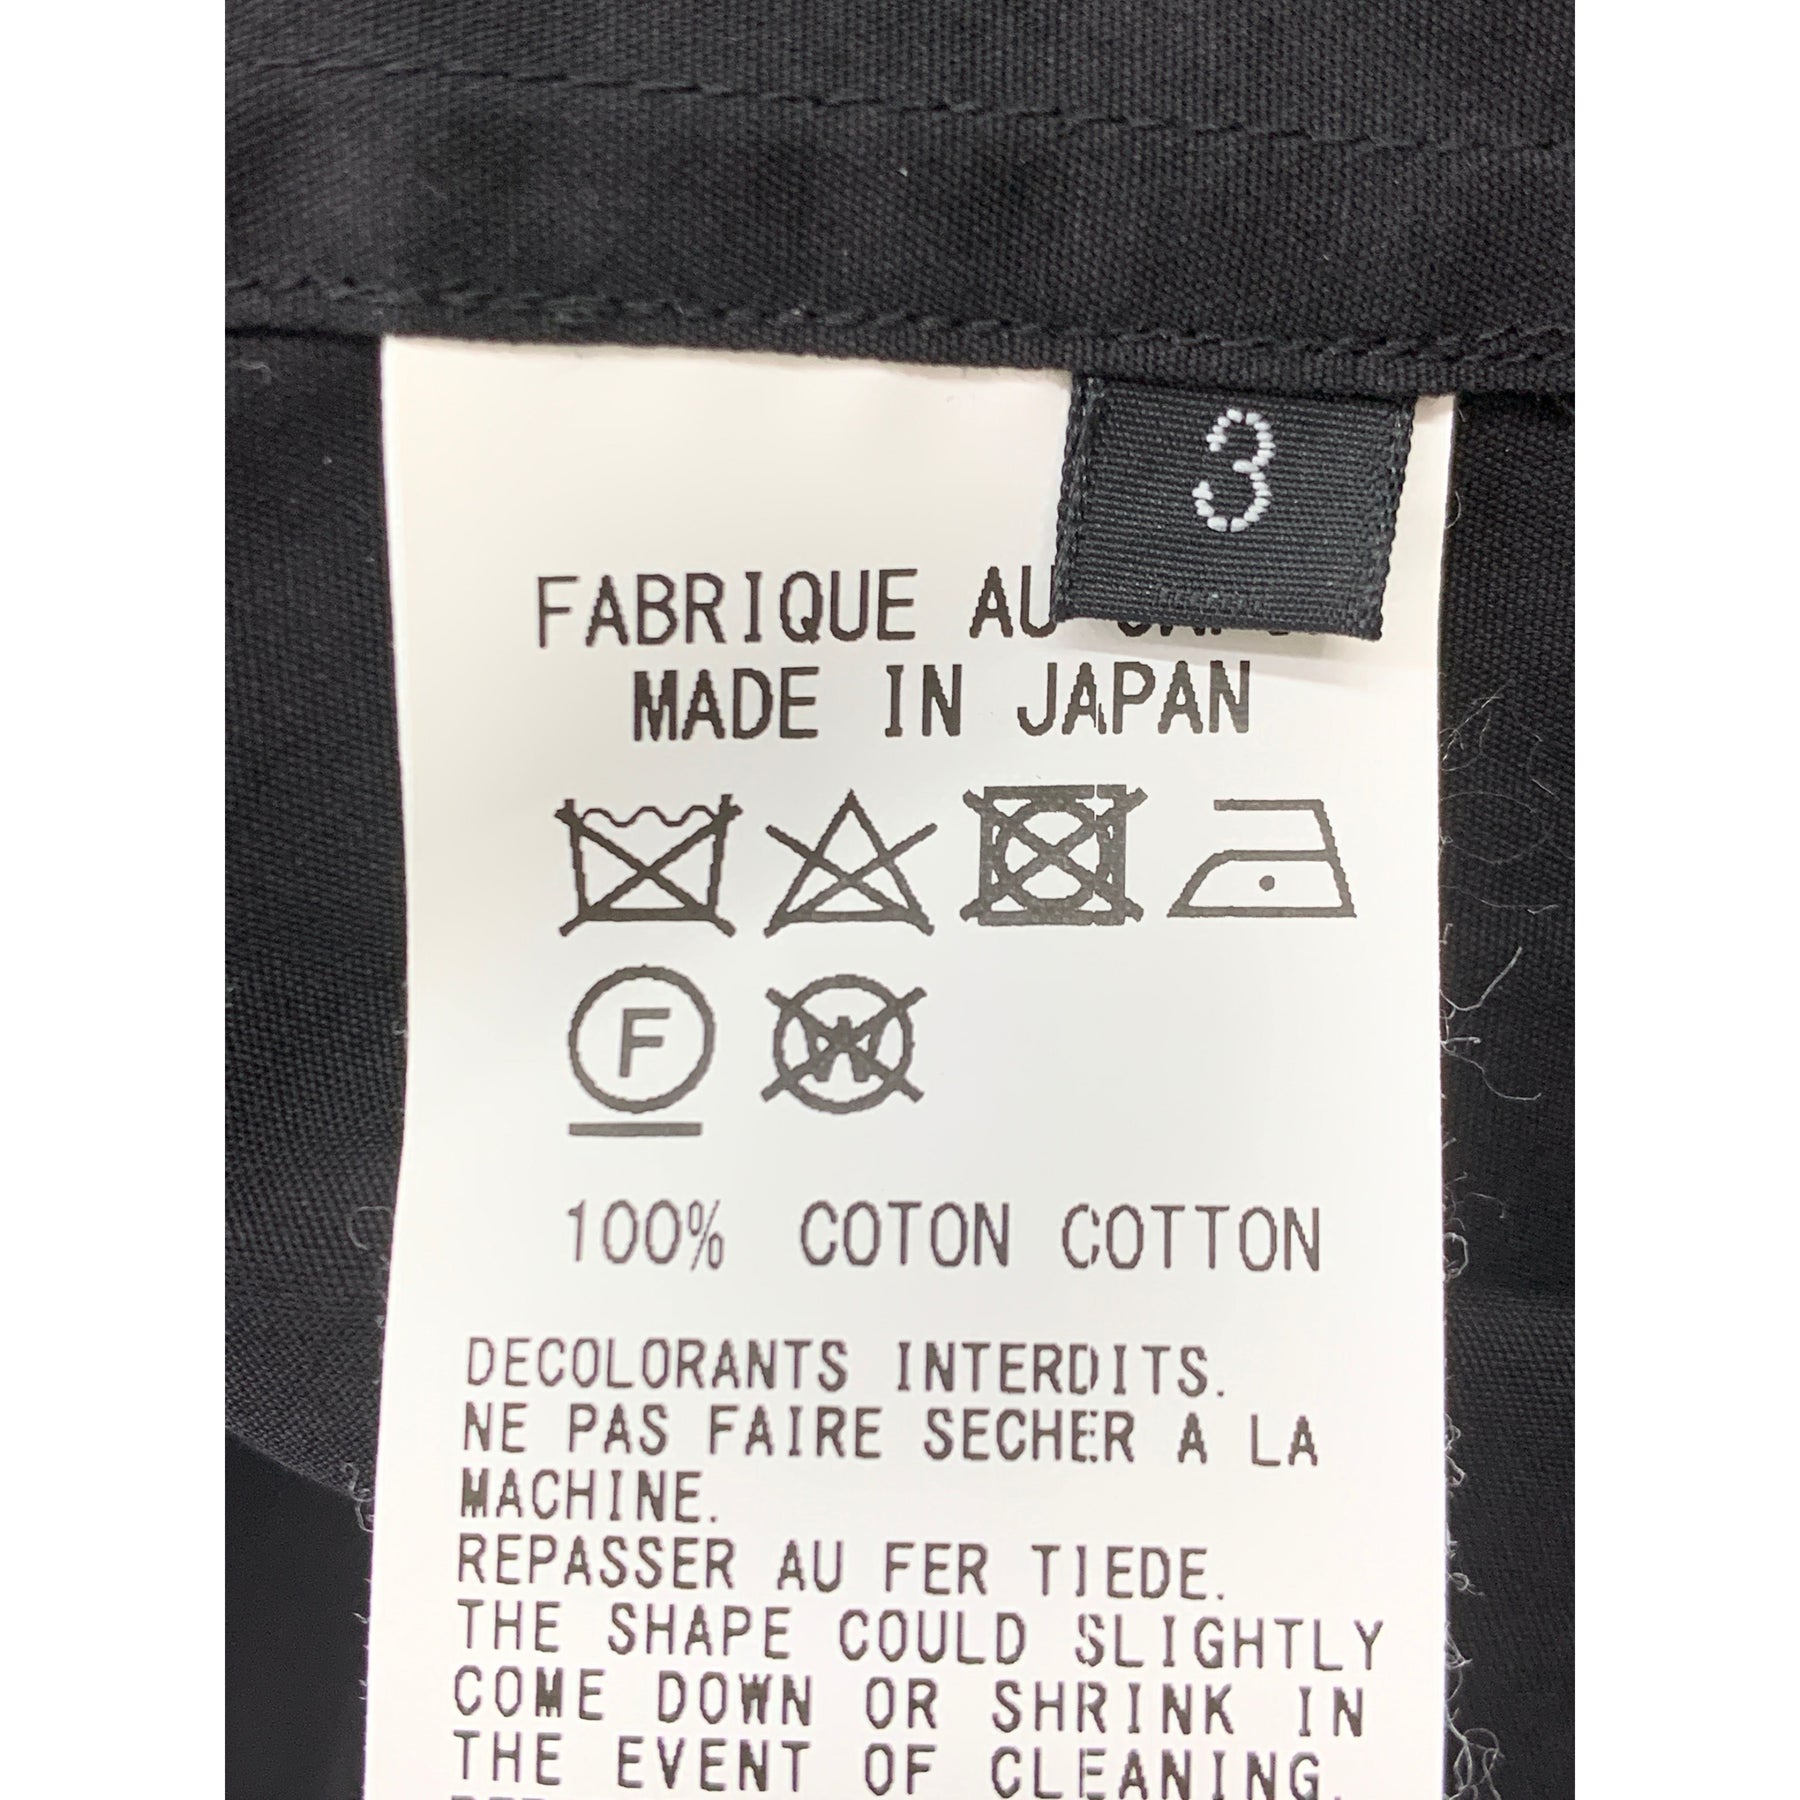 3
FABRIQUE AU
MADE IN JAPAN
F
W
100% COTON COTTON
DECOLORANTS INTERDITS.
NE PAS FAIRE SECHER A LA
MACHINE.
REPASSER AU FER TIEDE.
THE SHAPE COULD SLIGHTLY
COME DOWN OR SHRINK IN
THE EVENT OF CLEANING.